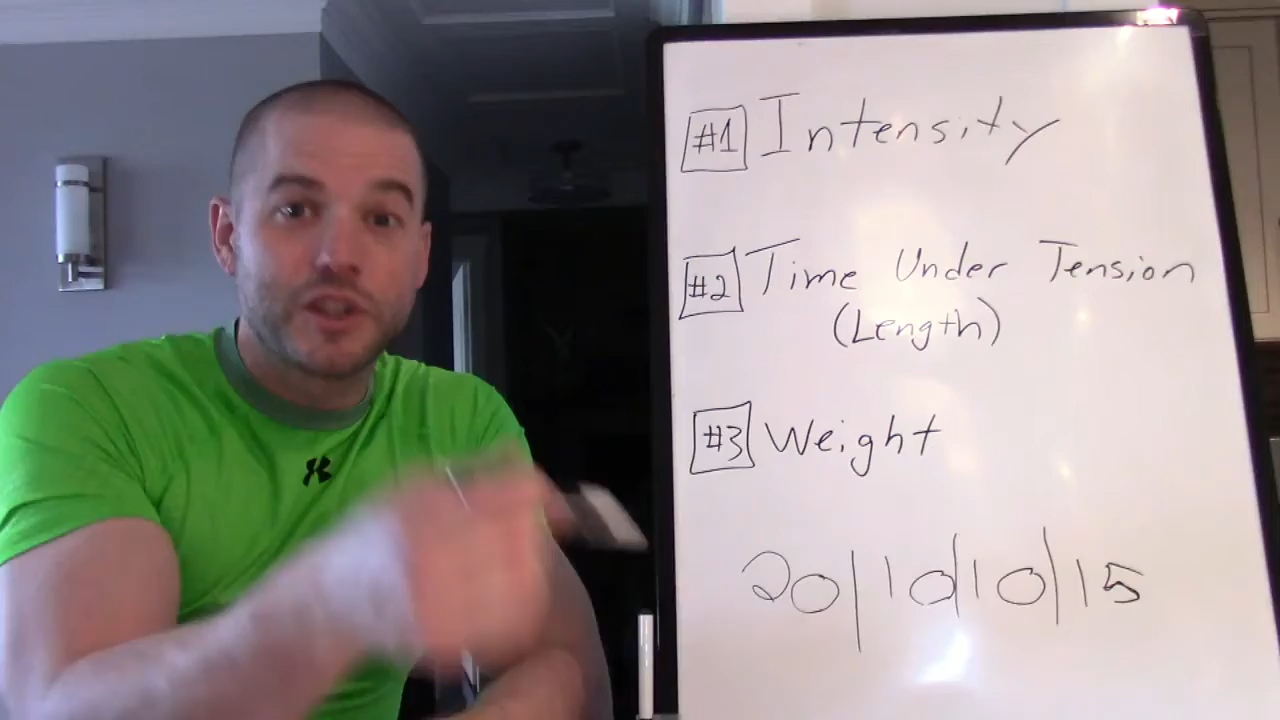 #1 Intensity
#2 Time Under Tension
(Length)
#3 Weight
20|10|10|15